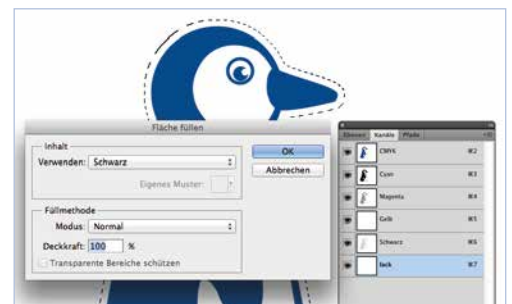 Fläche füllen
Inhalt
Verwenden: Schwarz
Eigenes Muster:
OK
Abbrechen
Füllmethode
Modus: Normal
Deckkraft: 100 %
Transparente Bereiche schützen
Ebenen Kanäle Pfade
CMYK ⌘2
Cyan ⌘3
Magenta ⌘4
Gelb ⌘5
Schwarz ⌘6
lack ⌘7